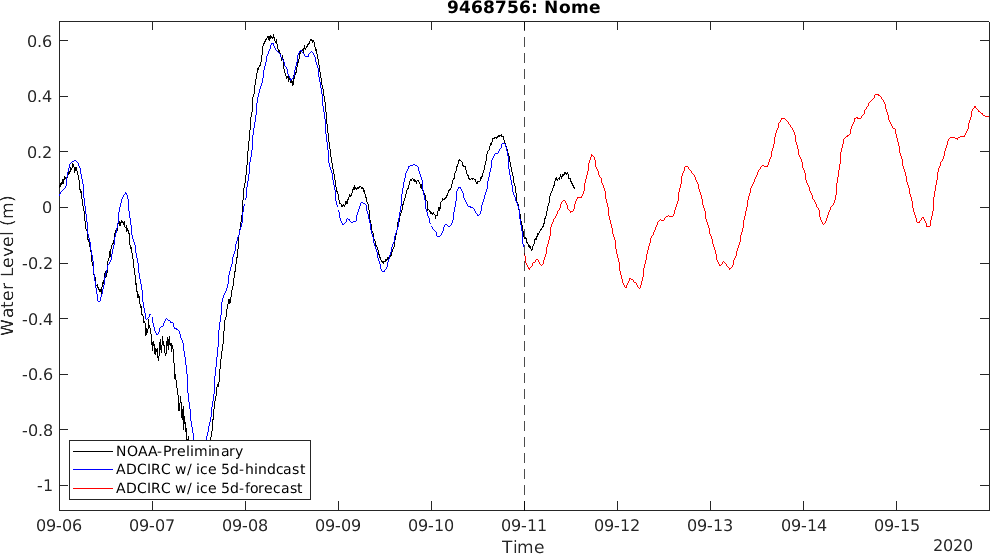 9468756: Nome
Water Level (m)
0.6
0.4
0.2
0
-0.2
-0.4
-0.6
-0.8
-1
NOAA-Preliminary
ADCIRC w/ ice 5d-hindcast
ADCIRC w/ ice 5d-forecast
09-06 09-07 09-08 09-09 09-10 09-11 09-12 09-13 09-14 09-15
Time
2020